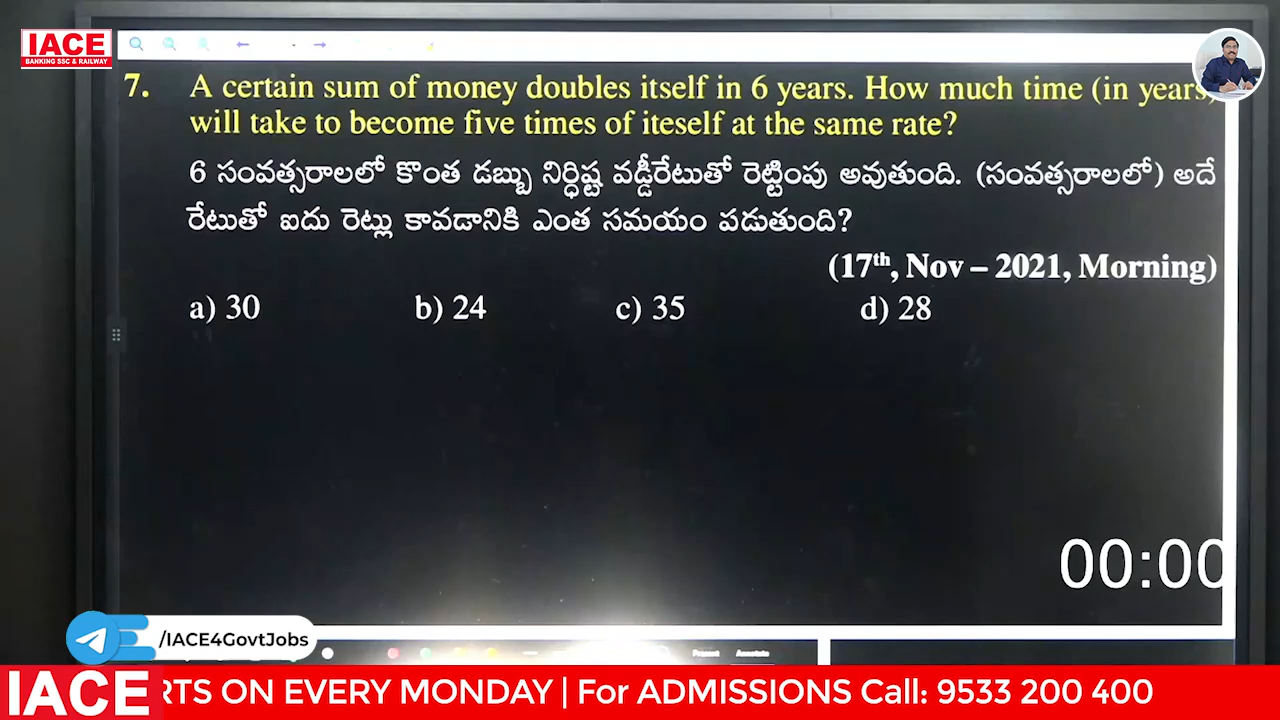 IACE
BANKING SSC & RAILWAY
7. A certain sum of money doubles itself in 6 years. How much time (in years)
will take to become five times of iteself at the same rate?
6 సంవత్సరాలలో కొంత డబ్బు నిర్ధిష్ట వడ్డీరేటుతో రెట్టింపు అవుతుంది. (సంవత్సరాలలో) అదే
రేటుతో ఐదు రెట్లు కావడానికి ఎంత సమయం పడుతుంది?
(17th, Nov – 2021, Morning)
a) 30 b) 24 c) 35 d) 28
00:00
/IACE4GovtJobs
Present Annotate
IACE RTS ON EVERY MONDAY | For ADMISSIONS Call: 9533 200 400